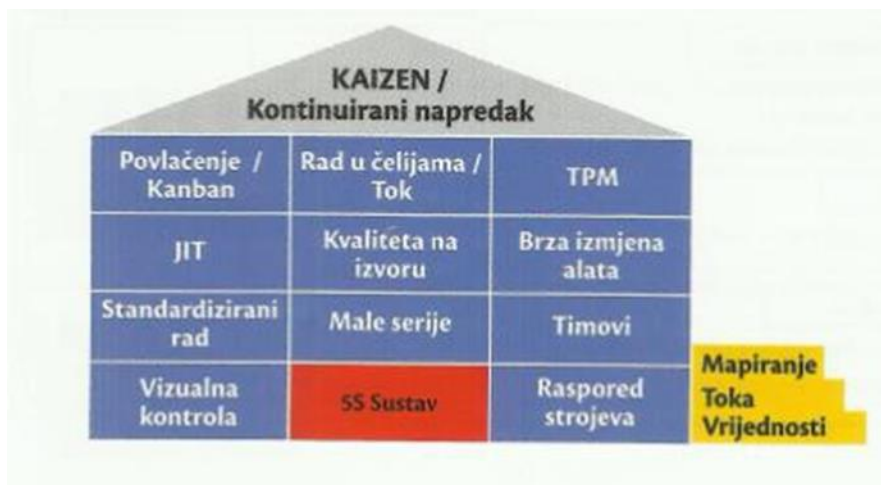 KAIZEN /
Kontinuirani napredak
Povlačenje /
Kanban
Rad u čelijama /
Tok
TPM
JIT
Kvaliteta na
izvoru
Brza izmjena
alata
Standardizirani
rad
Male serije
Timovi
Vizualna
kontrola
5S Sustav
Raspored
strojeva
Mapiranje
Toka
Vrijednosti